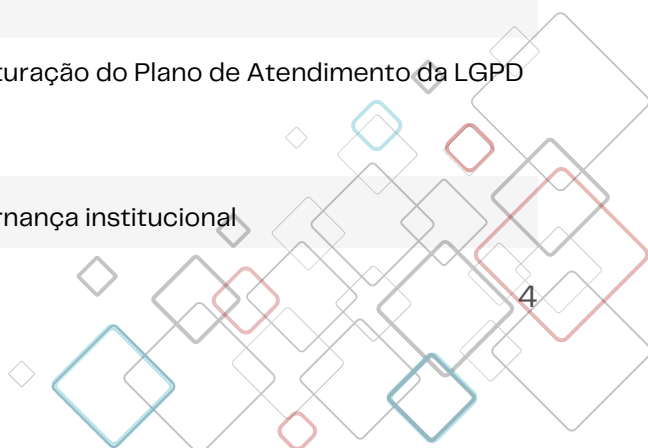 turação do Plano de Atendimento da LGPD
rnança institucional
4